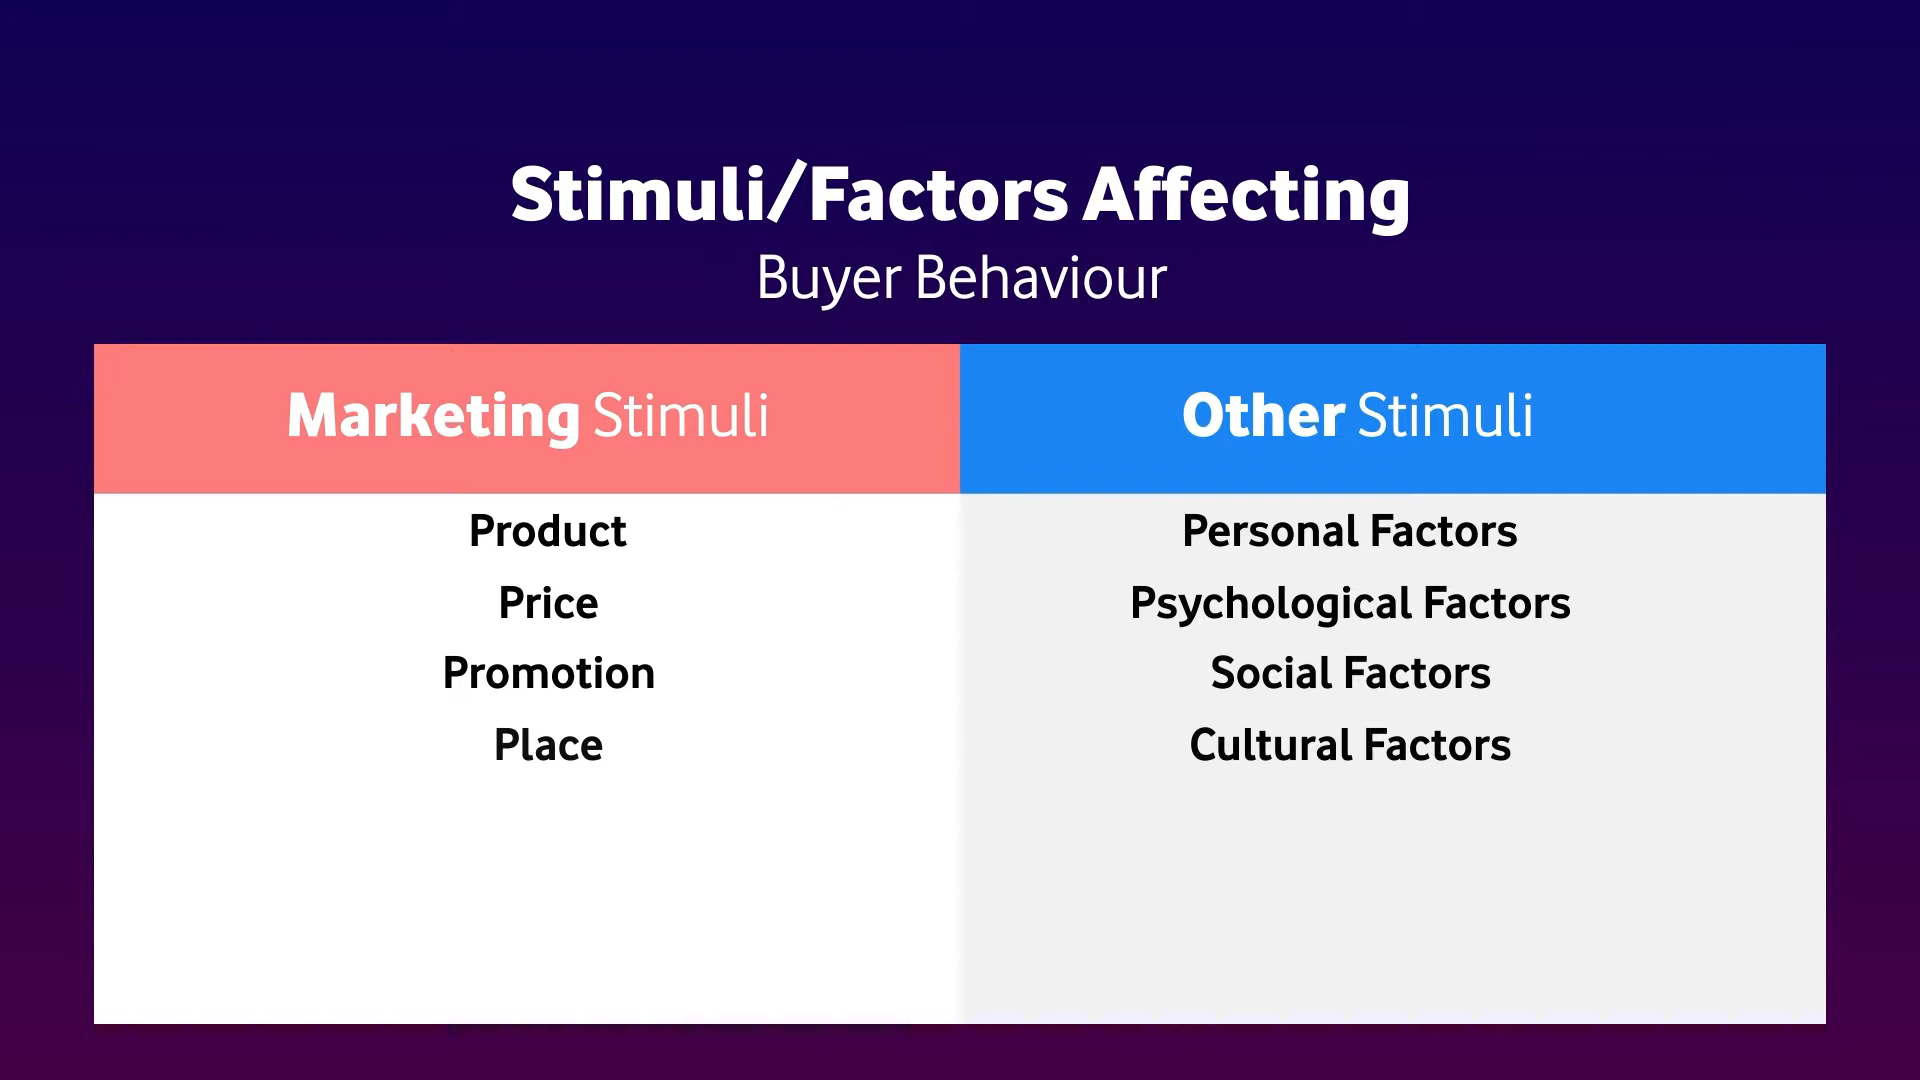 Stimuli/Factors Affecting
Buyer Behaviour
Marketing Stimuli
Product
Price
Promotion
Place
Other Stimuli
Personal Factors
Psychological Factors
Social Factors
Cultural Factors